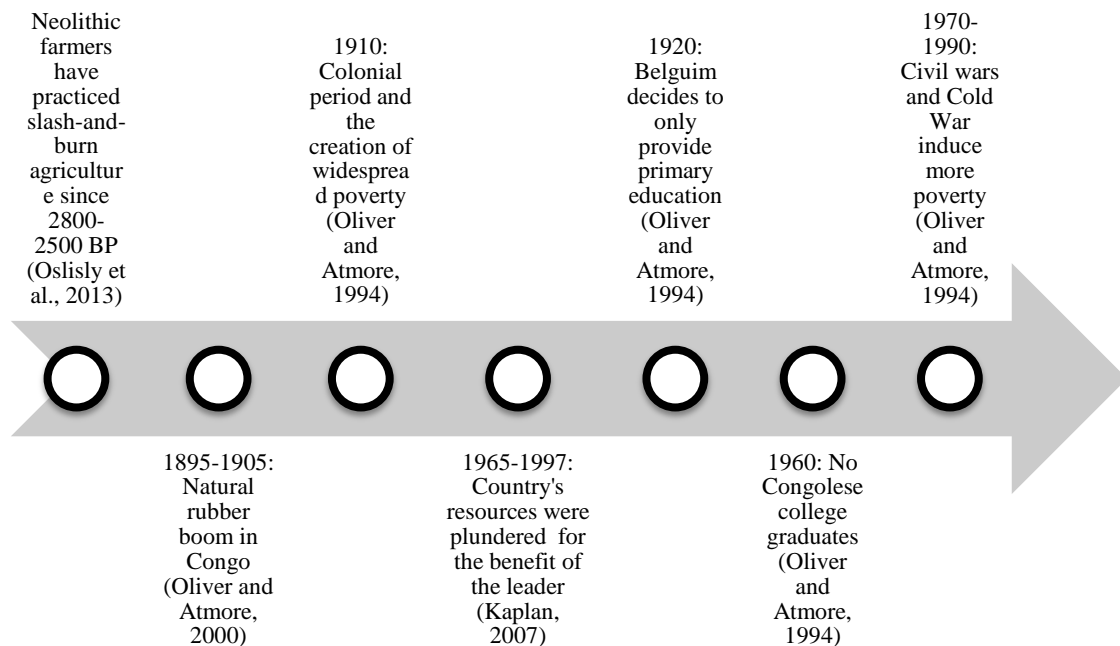 Neolithic
farmers
have
practiced
slash-and-
burn
agricultur
e since
2800-
2500 BP
(Oslisly et
al., 2013)
1895-1905:
Natural
rubber
boom in
Congo
(Oliver and
Atmore,
2000)
1910:
Colonial
period and
the
creation of
widesprea
d poverty
(Oliver
and
Atmore,
1994)
1965-1997:
Country's
resources were
plundered for
the benefit of
the leader
(Kaplan,
2007)
1920:
Belguim
decides to
only
provide
primary
education
(Oliver
and
Atmore,
1994)
1960: No
Congolese
college
graduates
(Oliver
and
Atmore,
1994)
1970-
1990:
Civil wars
and Cold
War
induce
more
poverty
(Oliver
and
Atmore,
1994)